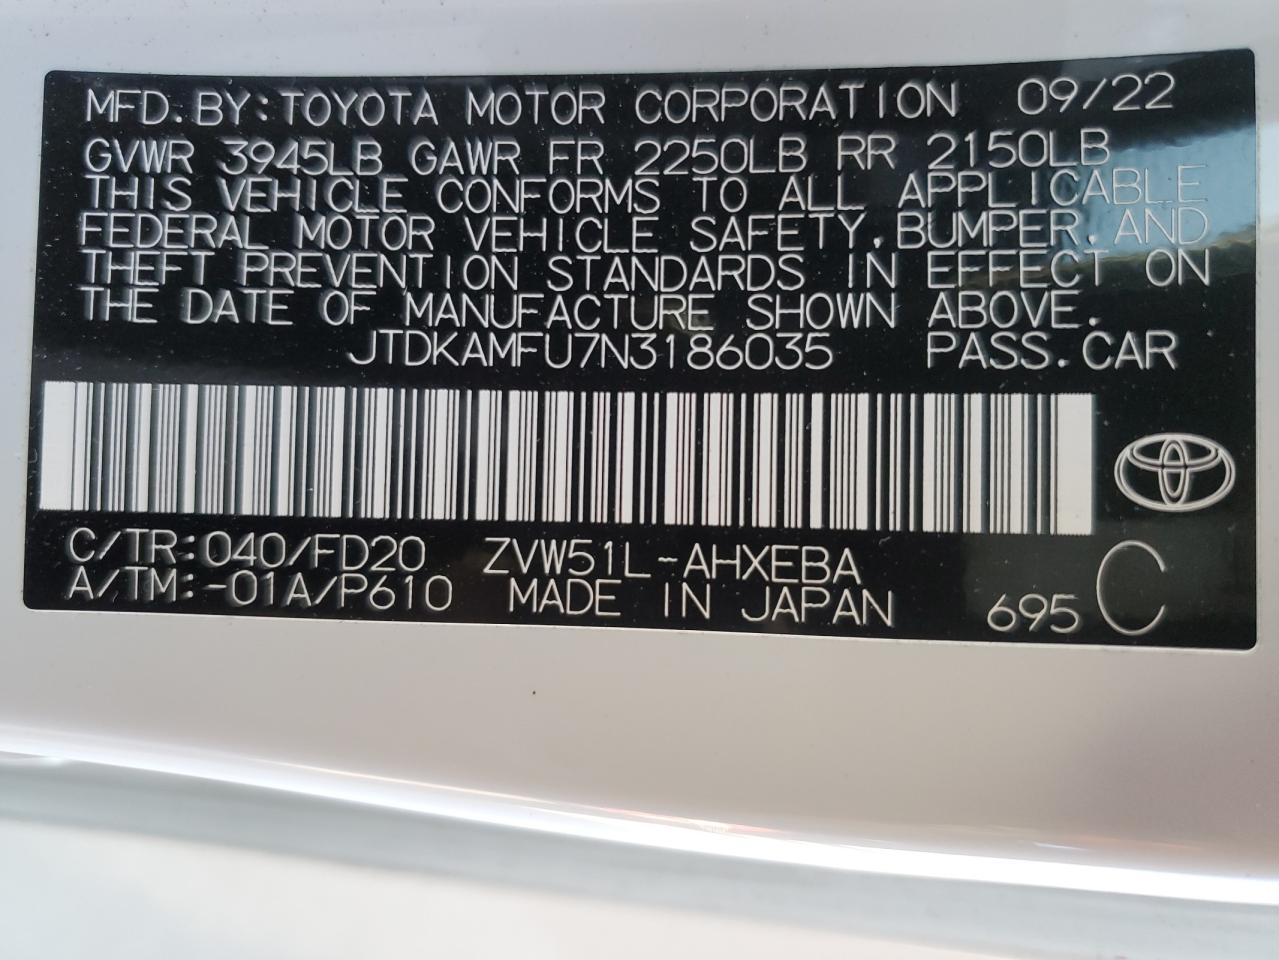 MFD. BY: TOYOTA MOTOR CORPORATION 09/22
GVWR 3945LB GAWR FR 2250LB RR 2150LB
THIS VEHICLE CONFORMS TO ALL APPLICABLE
FEDERAL MOTOR VEHICLE SAFETY, BUMPER, AND
THEFT PREVENTION STANDARDS IN EFFECT ON
THE DATE OF MANUFACTURE SHOWN ABOVE.
JTDKAMFU7N3186035 PASS. CAR
C/TR: 040/FD20 ZVW51L-AHXEBA
A/TM: -01A/P610 MADE IN JAPAN 695 C